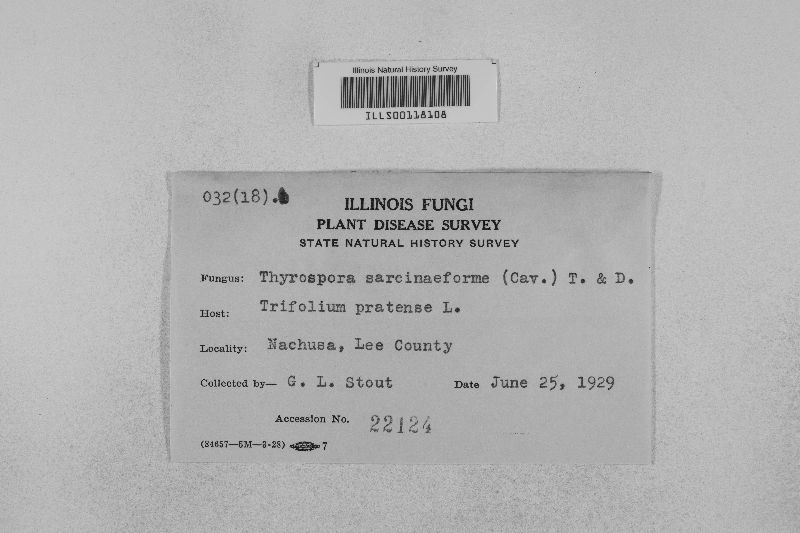 Illinois Natural History Survey
ILLS00118108
032(18).
ILLINOIS FUNGI
PLANT DISEASE SURVEY
STATE NATURAL HISTORY SURVEY
Fungus: Thyrospora sarcinaeforme (Cav.) T. & D.
Host: Trifolium pratense L.
Locality: Nachusa, Lee County
Collected by— G. L. Stout Date June 25, 1929
Accession No. 22124
(84657—5M—9-28) 7